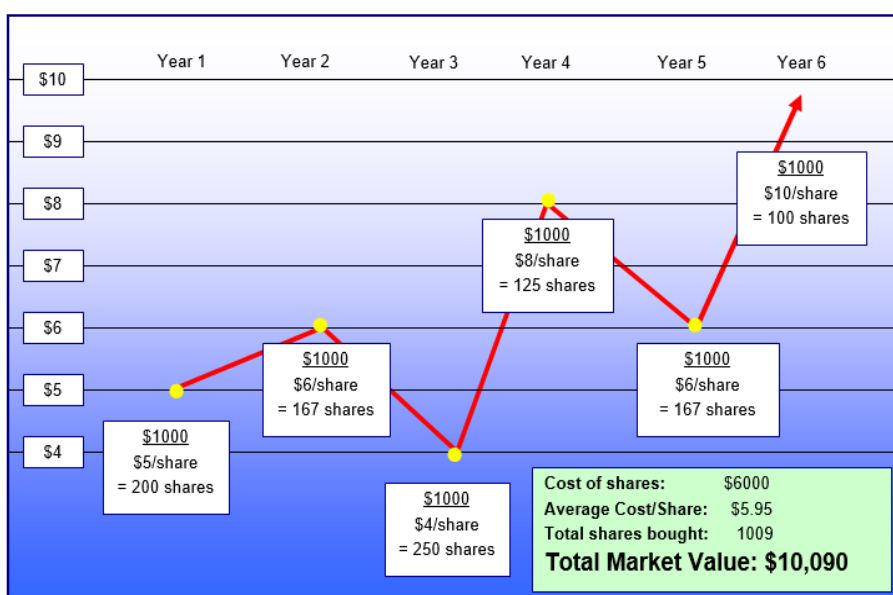 Year 1 Year 2 Year 3 Year 4 Year 5 Year 6
$10
$9
$8
$7
$6
$5
$4
$1000
$5/share
= 200 shares
$1000
$6/share
= 167 shares
$1000
$4/share
= 250 shares
$1000
$8/share
= 125 shares
$1000
$6/share
= 167 shares
$1000
$10/share
= 100 shares
Cost of shares: $6000
Average Cost/Share: $5.95
Total shares bought: 1009
Total Market Value: $10,090